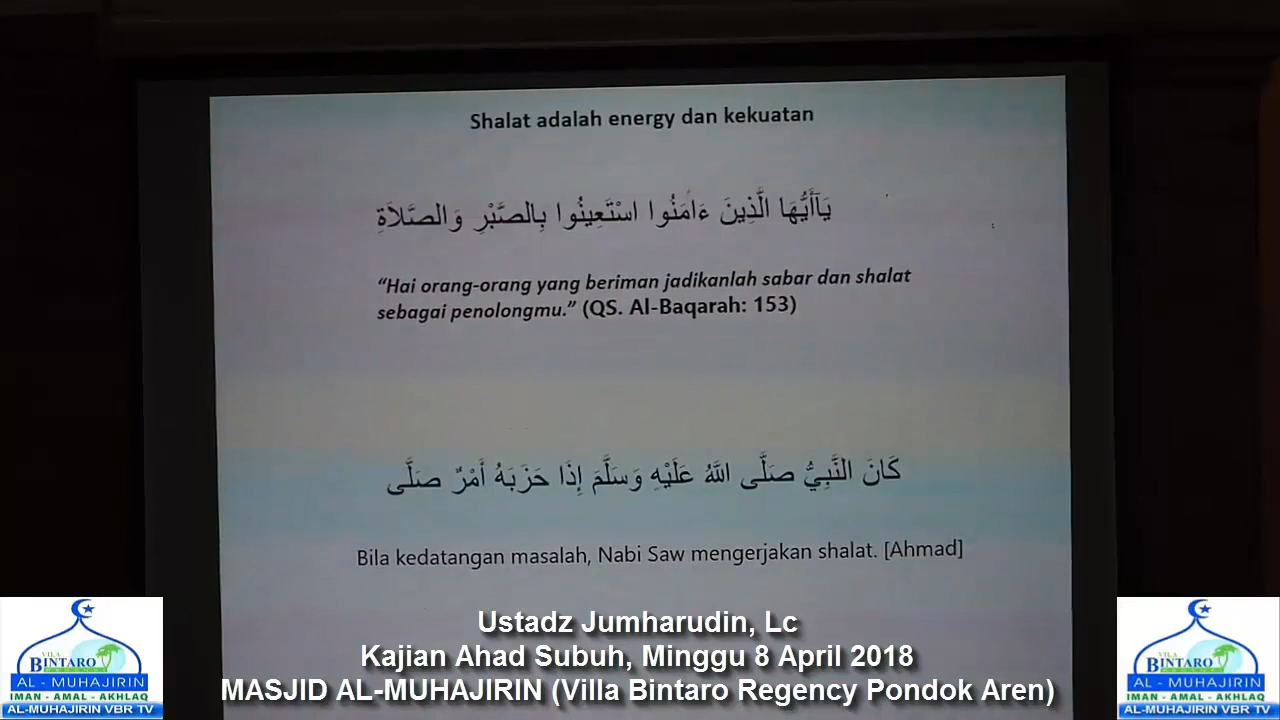 Shalat adalah energy dan kekuatan
يَآأَيُّهَا الَّذِينَ ءَامَنُوا اسْتَعِينُوا بِالصَّبْرِ وَالصَّلَاةِ
“Hai orang-orang yang beriman jadikanlah sabar dan shalat
sebagai penolongmu.” (QS. Al-Baqarah: 153)
كَانَ النَّبِيُّ صَلَّى اللَّهُ عَلَيْهِ وَسَلَّمَ إِذَا حَزَبَهُ أَمْرٌ صَلَّى
Bila kedatangan masalah, Nabi Saw mengerjakan shalat. [Ahmad]
Ustadz Jumharudin, Lc
Kajian Ahad Subuh, Minggu 8 April 2018
MASJID AL-MUHAJIRIN (Villa Bintaro Regency Pondok Aren)
VILA
BINTARO
AL - MUHAJIRIN
IMAN - AMAL - AKHLAQ
AL-MUHAJIRIN VBR TV
VILA
BINTARO
AL - MUHAJIRIN
IMAN - AMAL - AKHLAQ
AL-MUHAJIRIN VBR TV